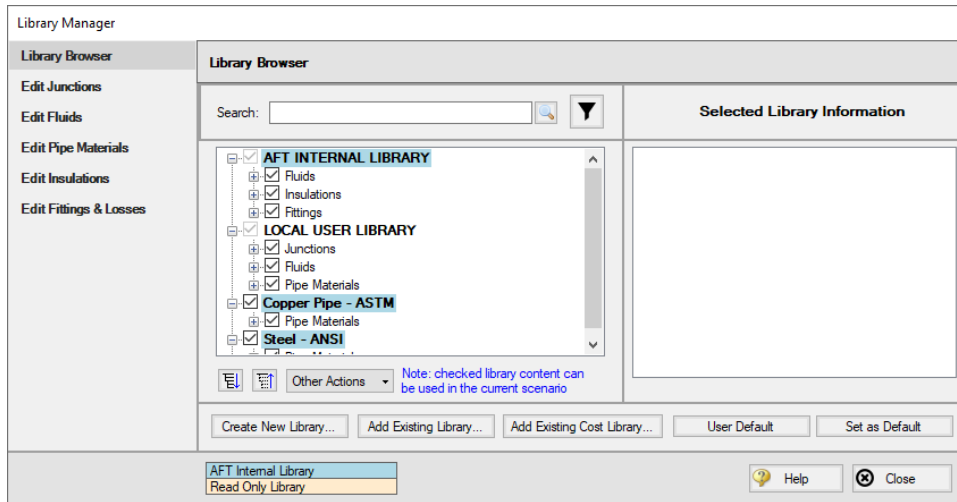 Library Manager
Library Browser
Edit Junctions
Edit Fluids
Edit Pipe Materials
Edit Insulations
Edit Fittings & Losses
Library Browser
Search:
Selected Library Information
AFT INTERNAL LIBRARY
Fluids
Insulations
Fittings
LOCAL USER LIBRARY
Junctions
Fluids
Pipe Materials
Copper Pipe - ASTM
Pipe Materials
Steel - ANSI
Other Actions
Note: checked library content can
be used in the current scenario
Create New Library...
Add Existing Library...
Add Existing Cost Library...
User Default
Set as Default
AFT Internal Library
Read Only Library
Help
Close